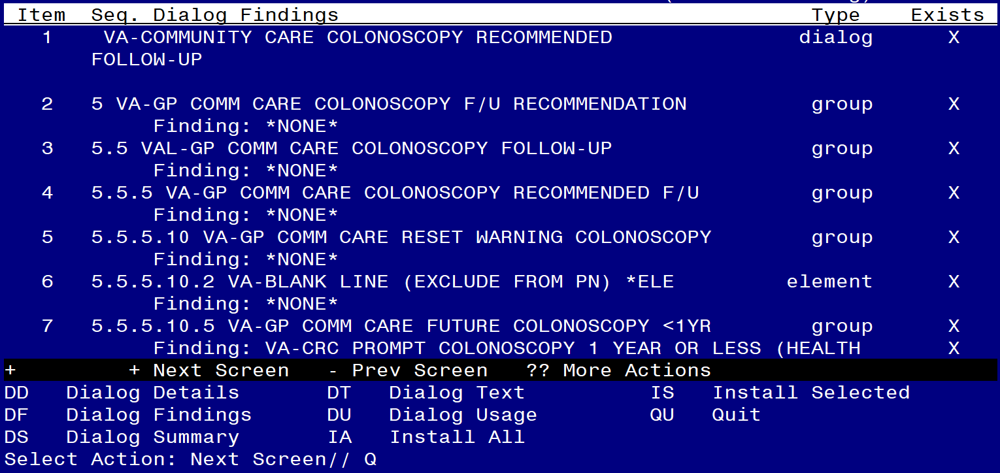 Item  Seq. Dialog Findings  Type  Exists
1  VA-COMMUNITY CARE COLONOSCOPY RECOMMENDED  dialog  X
FOLLOW-UP
2  5 VA-GP COMM CARE COLONOSCOPY F/U RECOMMENDATION  group  X
Finding: *NONE*
3  5.5 VAL-GP COMM CARE COLONOSCOPY FOLLOW-UP  group  X
Finding: *NONE*
4  5.5.5 VA-GP COMM CARE COLONOSCOPY RECOMMENDED F/U  group  X
Finding: *NONE*
5  5.5.5.10 VA-GP COMM CARE RESET WARNING COLONOSCOPY  group  X
Finding: *NONE*
6  5.5.5.10.2 VA-BLANK LINE (EXCLUDE FROM PN) *ELE  element  X
Finding: *NONE*
7  5.5.5.10.5 VA-GP COMM CARE FUTURE COLONOSCOPY <1YR  group  X
Finding: VA-CRC PROMPT COLONOSCOPY 1 YEAR OR LESS (HEALTH  X
+  + Next Screen  - Prev Screen  ?? More Actions
DD  Dialog Details  DT  Dialog Text  IS  Install Selected
DF  Dialog Findings  DU  Dialog Usage  QU  Quit
DS  Dialog Summary  IA  Install All
Select Action: Next Screen// Q